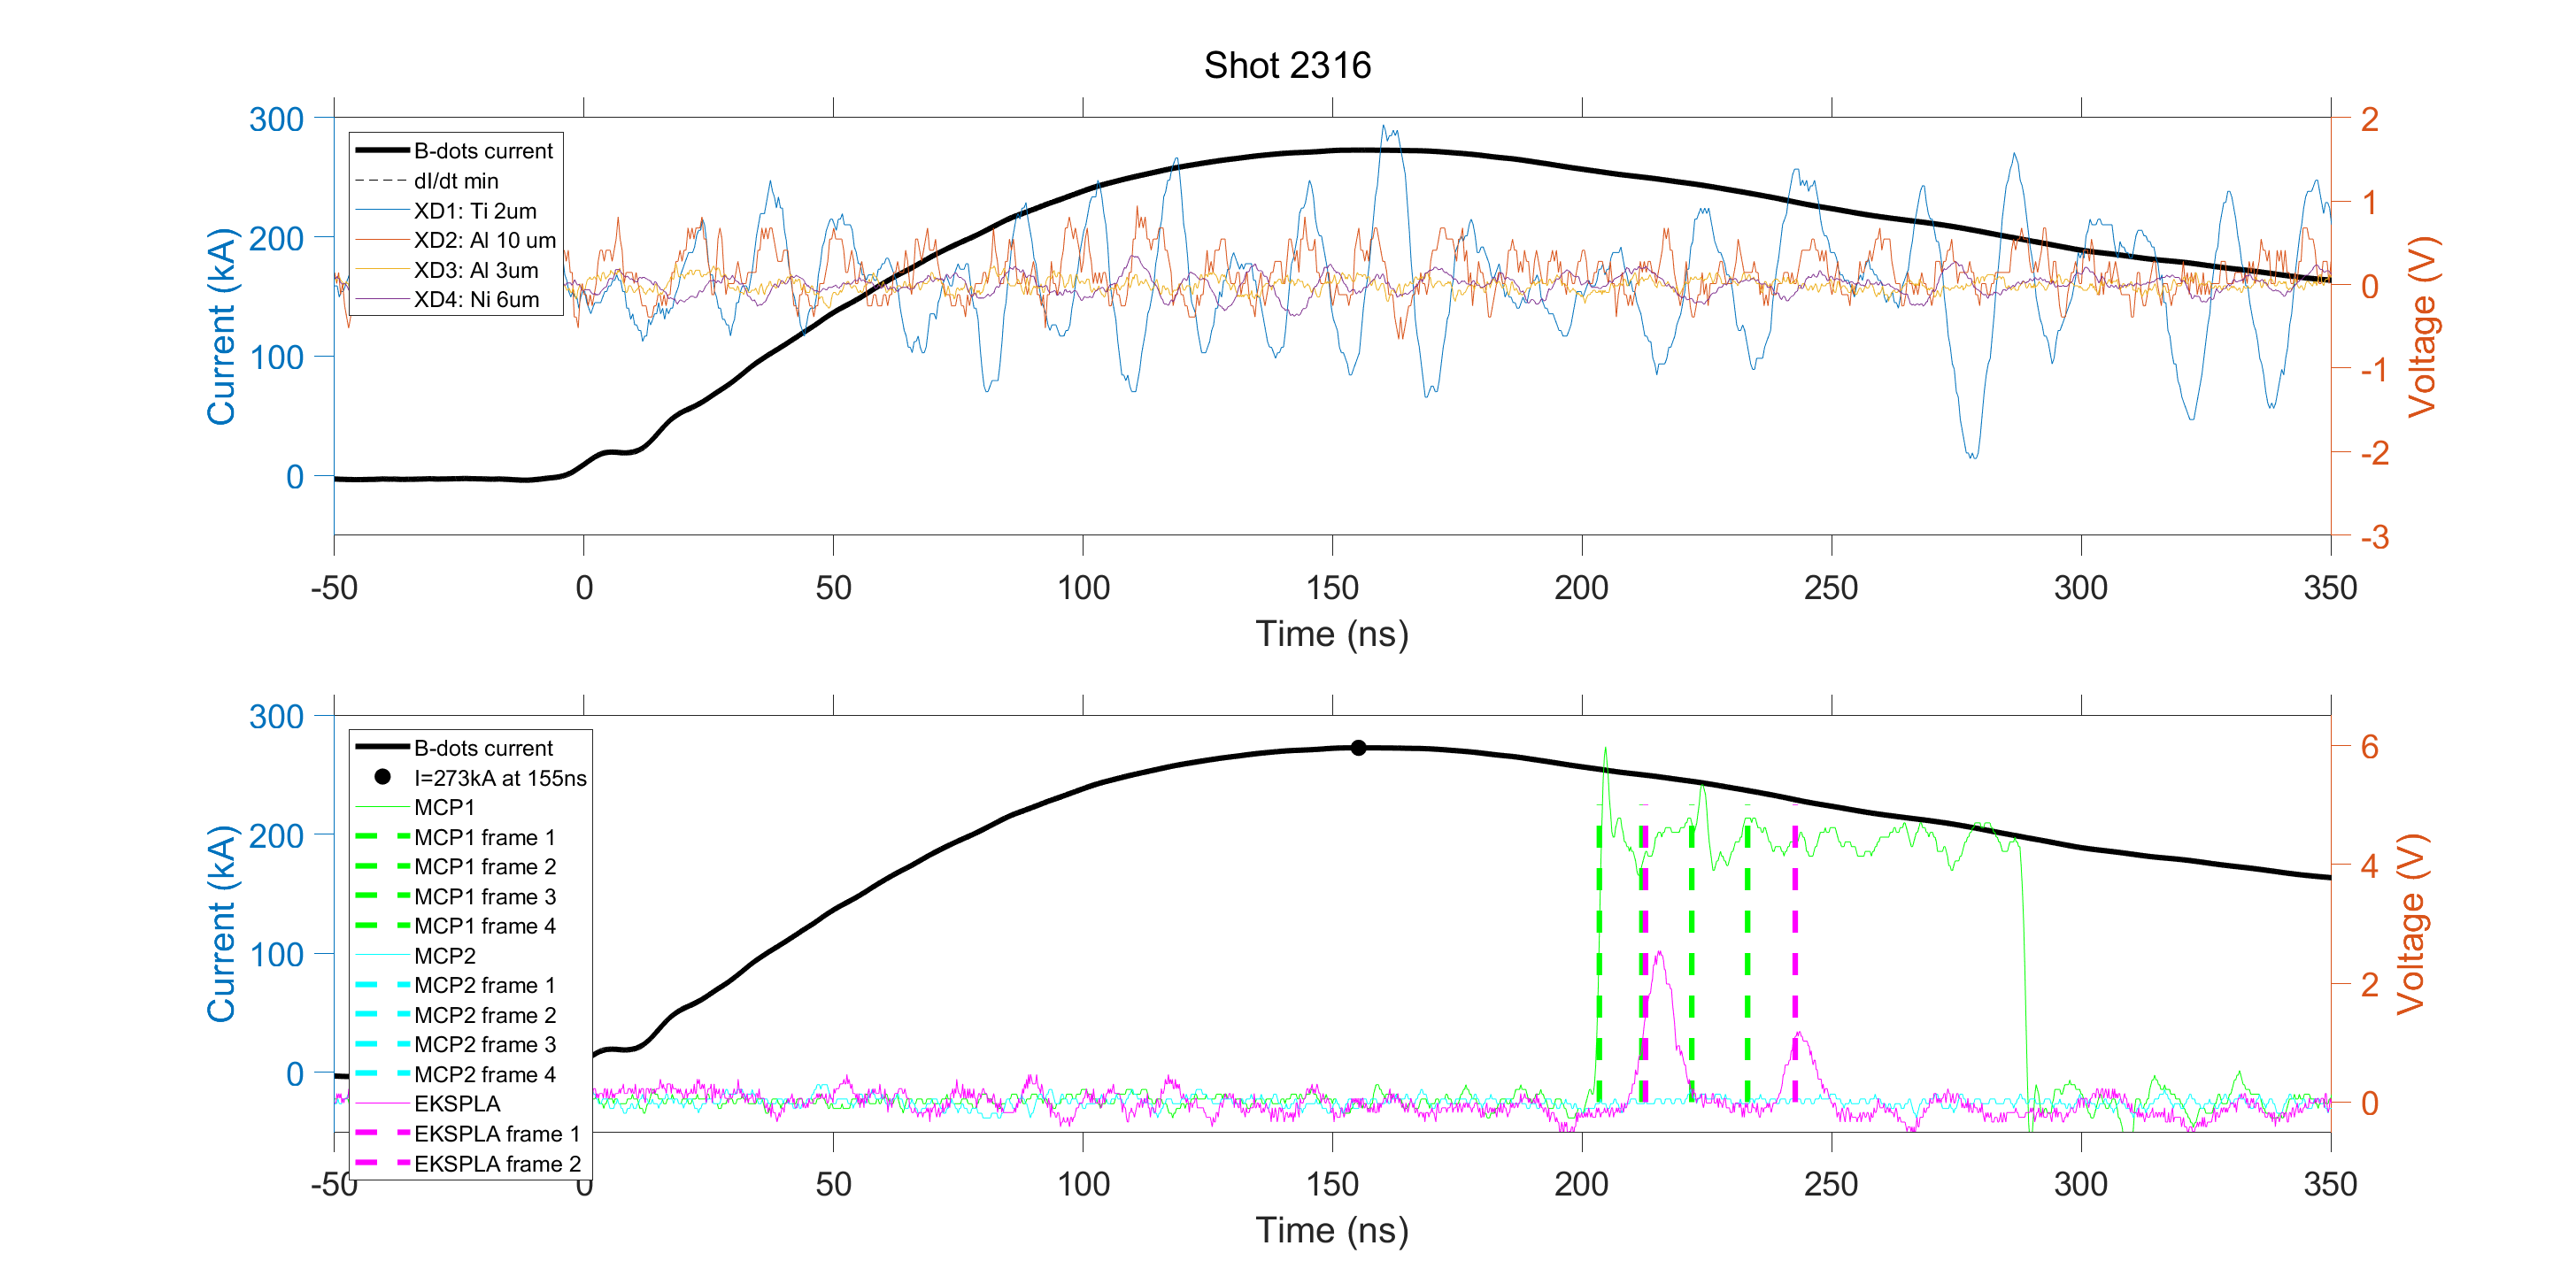 Shot 2316
300
200
100
0
Current (kA)
B-dots current
dI/dt min
XD1: Ti 2um
XD2: Al 10 um
XD3: Al 3um
XD4: Ni 6um
2
1
0
-1
-2
-3
Voltage (V)
-50 0 50 100 150 200 250 300 350
Time (ns)
300
200
100
0
Current (kA)
B-dots current
I=273kA at 155ns
MCP1
MCP1 frame 1
MCP1 frame 2
MCP1 frame 3
MCP1 frame 4
MCP2
MCP2 frame 1
MCP2 frame 2
MCP2 frame 3
MCP2 frame 4
EKSPLA
EKSPLA frame 1
EKSPLA frame 2
6
4
2
0
Voltage (V)
-50 0 50 100 150 200 250 300 350
Time (ns)